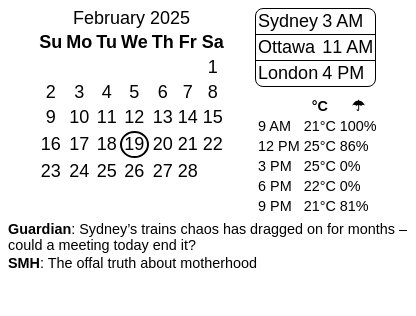 February 2025
Su Mo Tu We Th Fr Sa
1
2 3 4 5 6 7 8
9 10 11 12 13 14 15
16 17 18 19 20 21 22
23 24 25 26 27 28
Sydney 3 AM
Ottawa 11 AM
London 4 PM
°C ☂
9 AM 21°C 100%
12 PM 25°C 86%
3 PM 25°C 0%
6 PM 22°C 0%
9 PM 21°C 81%
Guardian: Sydney’s trains chaos has dragged on for months –
could a meeting today end it?
SMH: The offal truth about motherhood